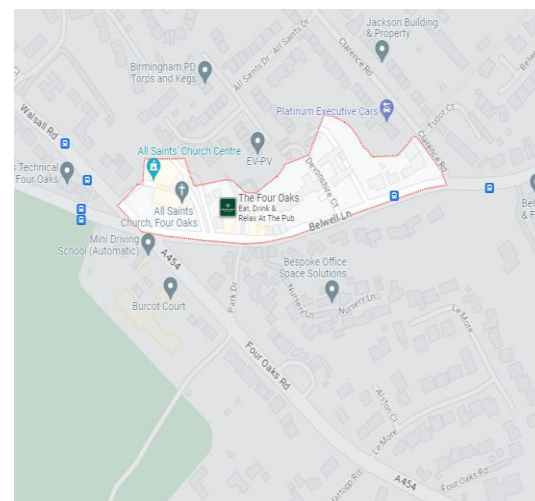 Jackson Building
& Property
Birmingham PD
Torps and Kegs
All Saints Dr
All Saints Dr
Clarence Rd
Platinum Executive Cars
Tudor Ct
Walsall Rd
All Saints' Church Centre
EV-PV
Clarence Rd
Technical
Four Oaks
All Saints'
Church, Four Oaks
The Four Oaks
Eat, Drink &
Relax At The Pub
Devonshire Ct
Belwell Ln
Mini Driving
School (Automatic)
A454
Park Dr
Bespoke Office
Space Solutions
Burcot Court
Nursery Ln
Nursery Ln
Le More
Four Oaks Rd
Alston Cl
Le More
Four Oaks Rd
A454